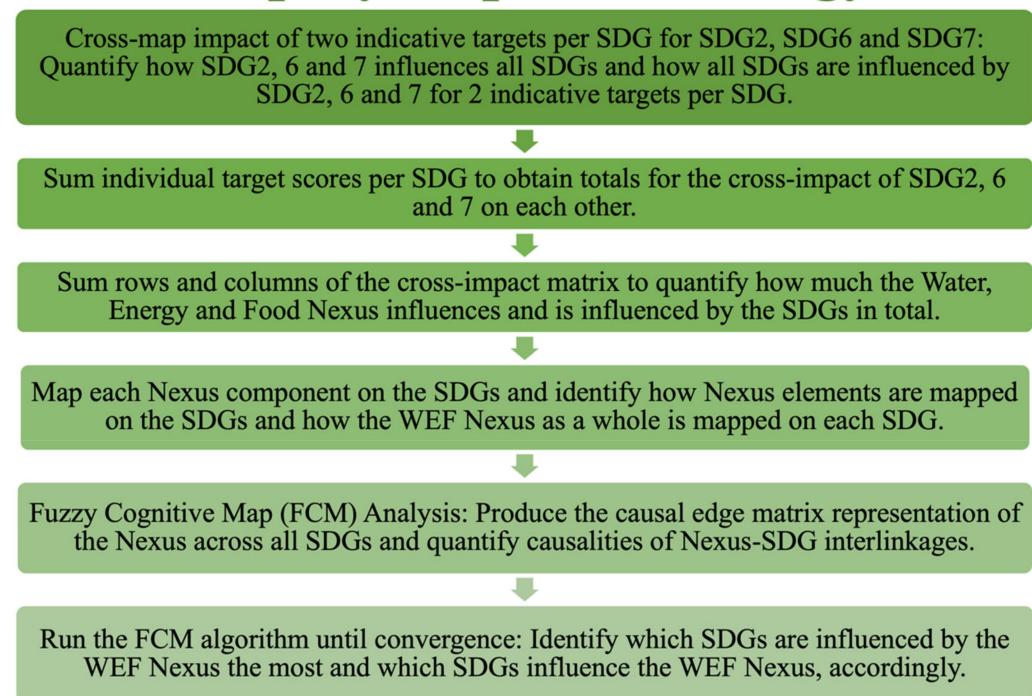 Cross-map impact of two indicative targets per SDG for SDG2, SDG6 and SDG7:
Quantify how SDG2, 6 and 7 influences all SDGs and how all SDGs are influenced by
SDG2, 6 and 7 for 2 indicative targets per SDG.
Sum individual target scores per SDG to obtain totals for the cross-impact of SDG2, 6
and 7 on each other.
Sum rows and columns of the cross-impact matrix to quantify how much the Water,
Energy and Food Nexus influences and is influenced by the SDGs in total.
Map each Nexus component on the SDGs and identify how Nexus elements are mapped
on the SDGs and how the WEF Nexus as a whole is mapped on each SDG.
Fuzzy Cognitive Map (FCM) Analysis: Produce the causal edge matrix representation of
the Nexus across all SDGs and quantify causalities of Nexus-SDG interlinkages.
Run the FCM algorithm until convergence: Identify which SDGs are influenced by the
WEF Nexus the most and which SDGs influence the WEF Nexus, accordingly.